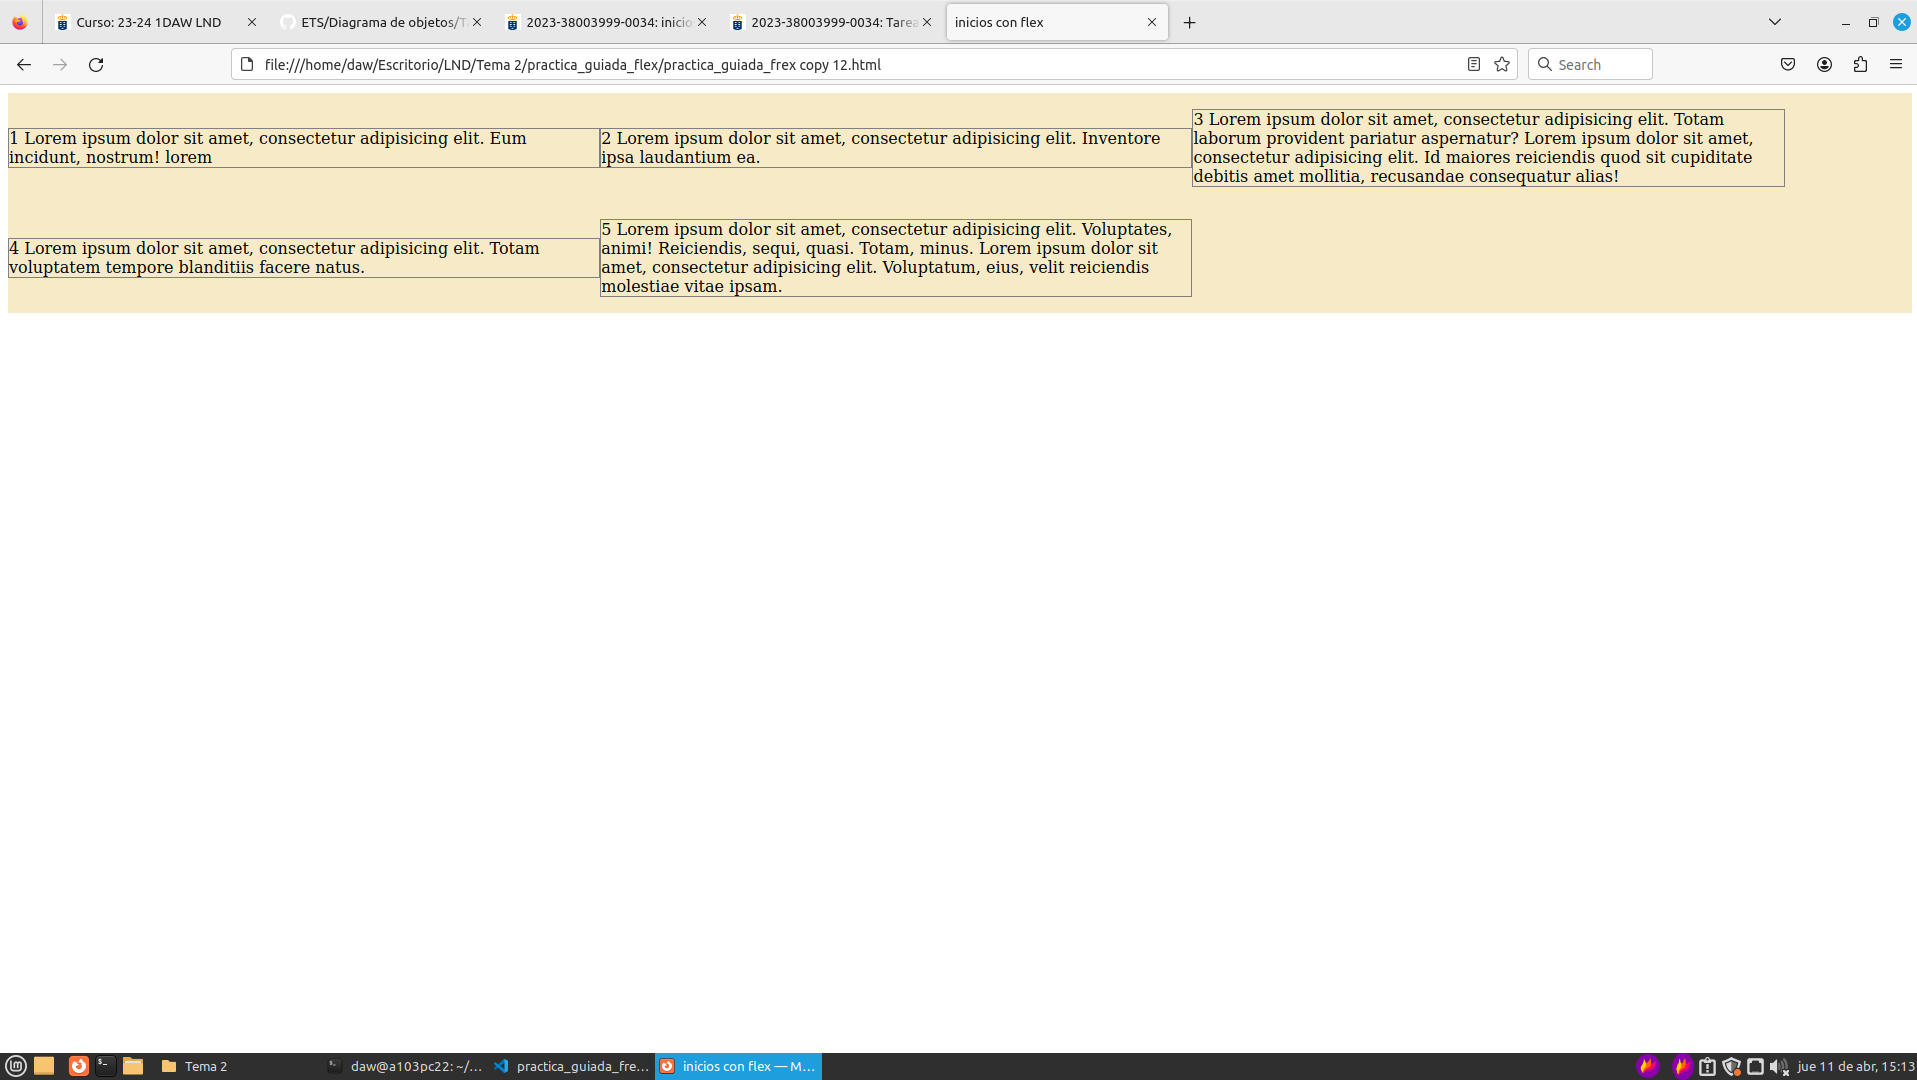 Curso: 23-24 1DAW LND
ETS/Diagrama de objetos/T
2023-38003999-0034: inicio
2023-38003999-0034: Tarea
inicios con flex
file:///home/daw/Escritorio/LND/Tema 2/practica_guiada_flex/practica_guiada_frex copy 12.html
Search
1 Lorem ipsum dolor sit amet, consectetur adipisicing elit. Eum
incidunt, nostrum! lorem
2 Lorem ipsum dolor sit amet, consectetur adipisicing elit. Inventore
ipsa laudantium ea.
3 Lorem ipsum dolor sit amet, consectetur adipisicing elit. Totam
laborum provident pariatur aspernatur? Lorem ipsum dolor sit amet,
consectetur adipisicing elit. Id maiores reiciendis quod sit cupiditate
debitis amet mollitia, recusandae consequatur alias!
4 Lorem ipsum dolor sit amet, consectetur adipisicing elit. Totam
voluptatem tempore blanditiis facere natus.
5 Lorem ipsum dolor sit amet, consectetur adipisicing elit. Voluptates,
animi! Reiciendis, sequi, quasi. Totam, minus. Lorem ipsum dolor sit
amet, consectetur adipisicing elit. Voluptatum, eius, velit reiciendis
molestiae vitae ipsam.
Tema 2
daw@a103pc22: ~/...
practica_guiada_fre...
inicios con flex — M...
jue 11 de abr, 15:13